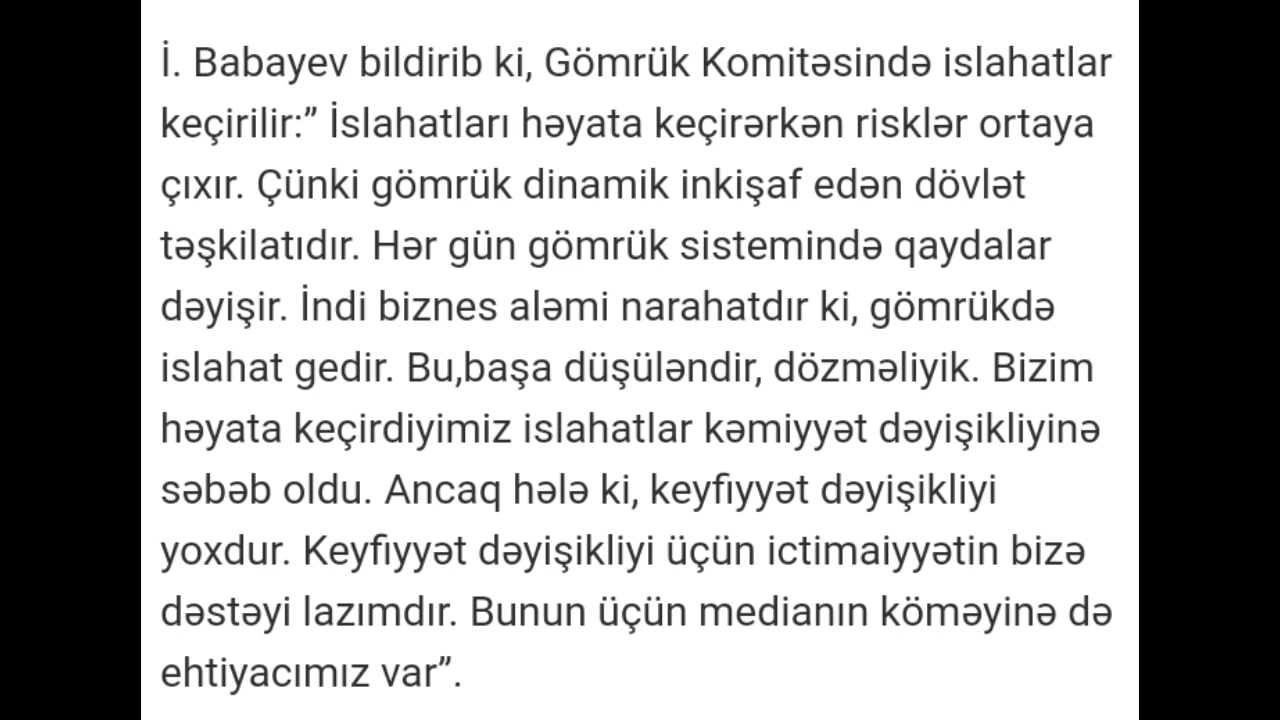 İ. Babayev bildirib ki, Gömrük Komitəsində islahatlar
keçirilir:” İslahatları həyata keçirərkən risklər ortaya
çıxır. Çünki gömrük dinamik inkişaf edən dövlət
təşkilatıdır. Hər gün gömrük sistemində qaydalar
dəyişir. İndi biznes aləmi narahatdır ki, gömrükdə
islahat gedir. Bu,başa düşüləndir, dözməliyik. Bizim
həyata keçirdiyimiz islahatlar kəmiyyət dəyişikliyinə
səbəb oldu. Ancaq hələ ki, keyfiyyət dəyişikliyi
yoxdur. Keyfiyyət dəyişikliyi üçün ictimaiyyətin bizə
dəstəyi lazımdır. Bunun üçün medianın köməyinə də
ehtiyacımız var”.